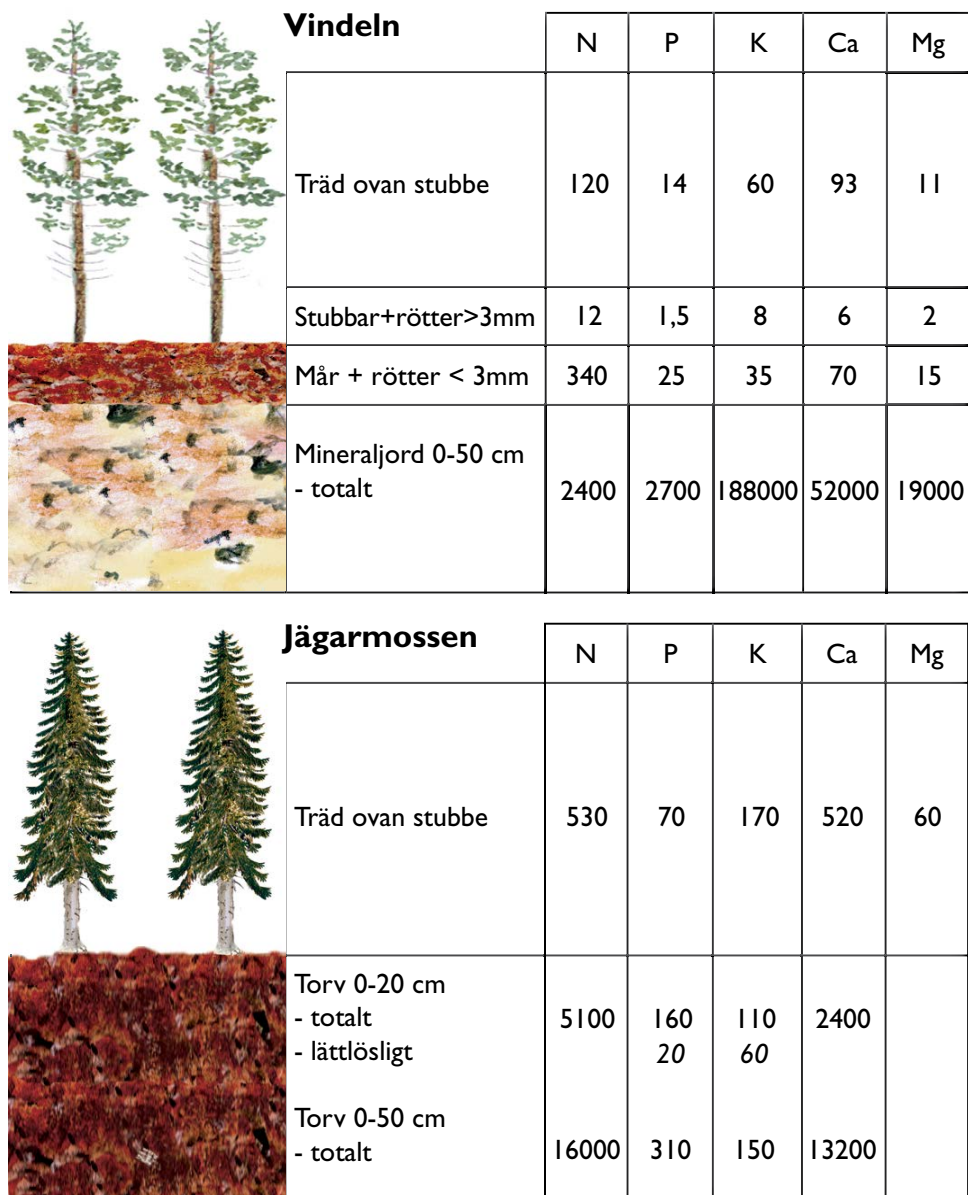 Vindeln
N P K Ca Mg
Träd ovan stubbe 120 14 60 93 11
Stubbar+rötter>3mm 12 1,5 8 6 2
Mår + rötter < 3mm 340 25 35 70 15
Mineraljord 0-50 cm
- totalt 2400 2700 188000 52000 19000
Jägarmossen
N P K Ca Mg
Träd ovan stubbe 530 70 170 520 60
Torv 0-20 cm
- totalt 5100 160 110 2400
- lättlösligt 20 60
Torv 0-50 cm
- totalt 16000 310 150 13200